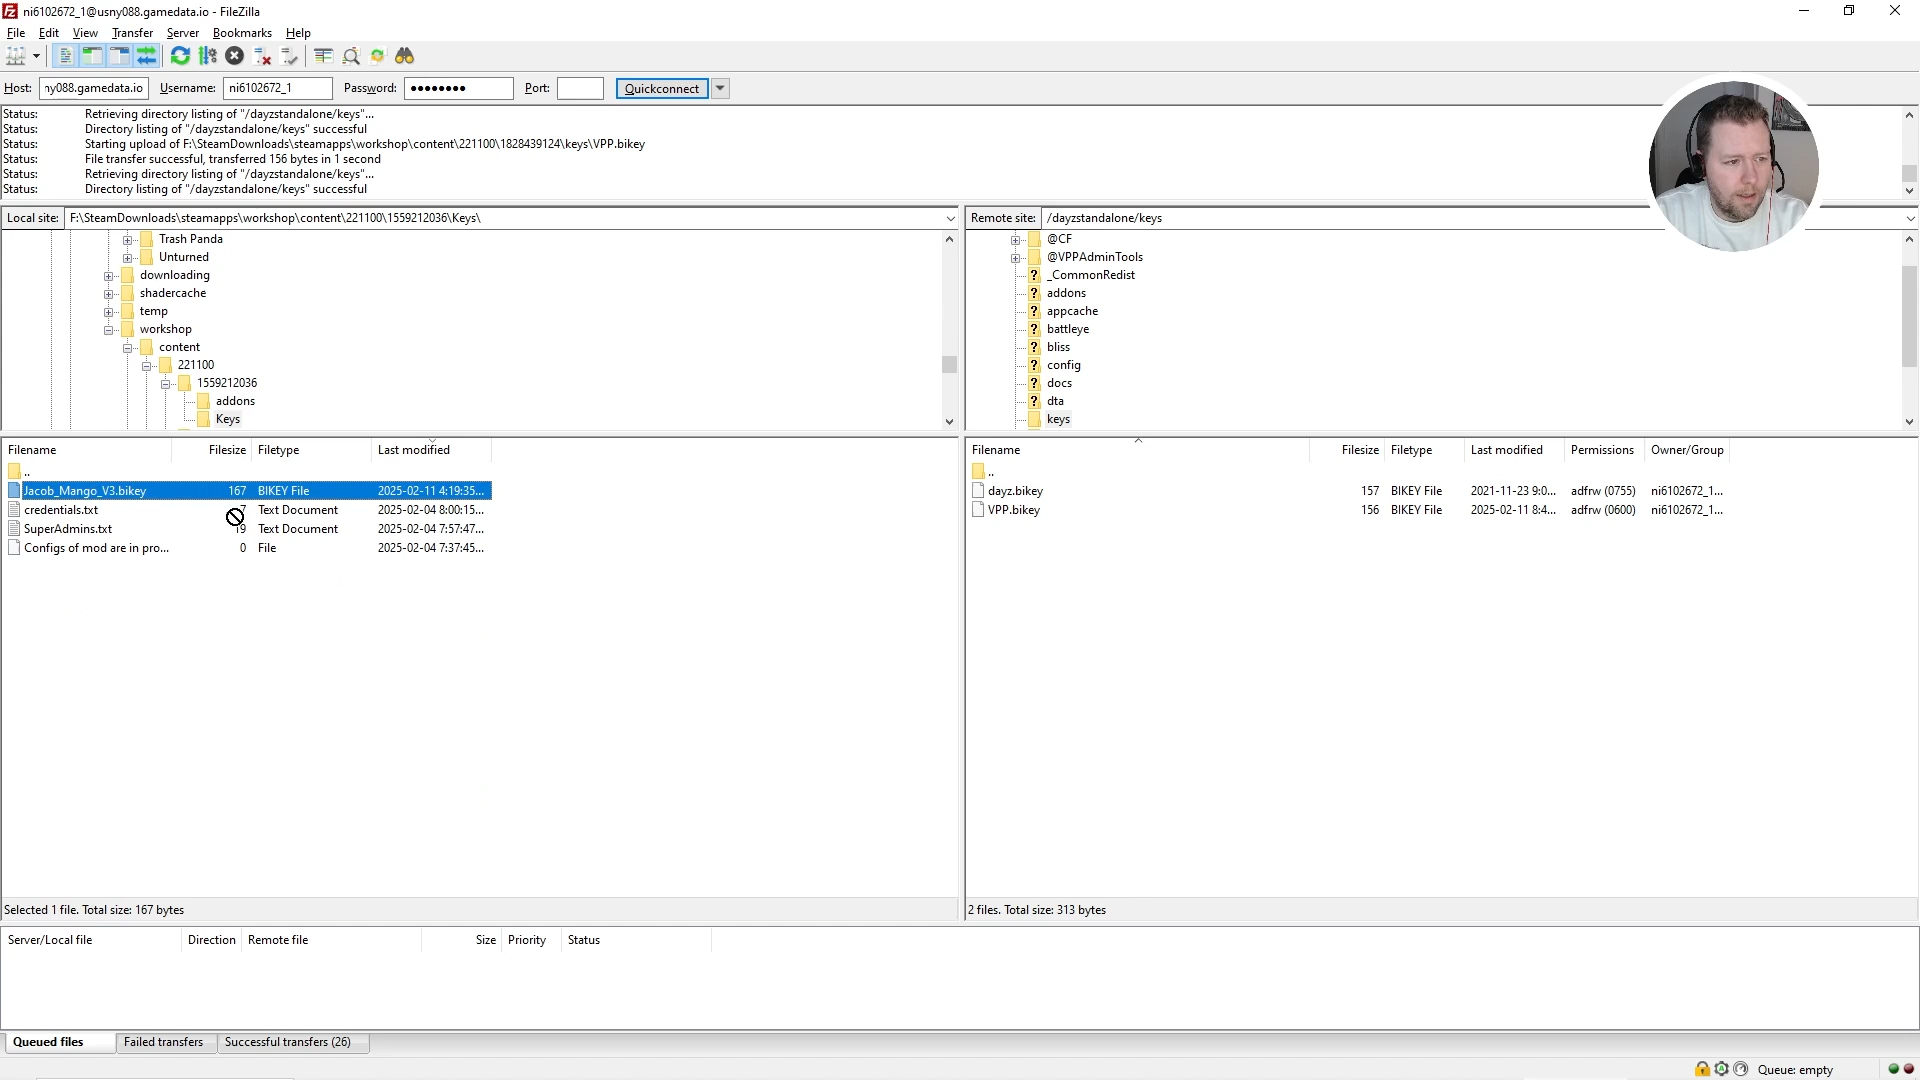 ni6102672_1@usny088.gamedata.io - FileZilla
File Edit View Transfer Server Bookmarks Help
Host: ny088.gamedata.io Username: ni6102672_1 Password: ●●●●●●●● Port: Quickconnect
Status: Retrieving directory listing of "/dayzstandalone/keys"...
Status: Directory listing of "/dayzstandalone/keys" successful
Status: Starting upload of F:\SteamDownloads\steamapps\workshop\content\221100\1828439124\keys\VPP.bikey
Status: File transfer successful, transferred 156 bytes in 1 second
Status: Retrieving directory listing of "/dayzstandalone/keys"...
Status: Directory listing of "/dayzstandalone/keys" successful
Local site: F:\SteamDownloads\steamapps\workshop\content\221100\1559212036\Keys\
Trash Panda
Unturned
downloading
shadercache
temp
workshop
content
221100
1559212036
addons
Keys
Filename Filesize Filetype Last modified
..
Jacob_Mango_V3.bikey 167 BIKEY File 2025-02-11 4:19:35...
credentials.txt 7 Text Document 2025-02-04 8:00:15...
SuperAdmins.txt 19 Text Document 2025-02-04 7:57:47...
Configs of mod are in pro... 0 File 2025-02-04 7:37:45...
Selected 1 file. Total size: 167 bytes
Remote site: /dayzstandalone/keys
@CF
@VPPAdminTools
? _CommonRedist
? addons
? appcache
? battleye
? bliss
? config
? docs
? dta
keys
Filename Filesize Filetype Last modified Permissions Owner/Group
..
dayz.bikey 157 BIKEY File 2021-11-23 9:0... adfrw (0755) ni6102672_1...
VPP.bikey 156 BIKEY File 2025-02-11 8:4... adfrw (0600) ni6102672_1...
2 files. Total size: 313 bytes
Server/Local file Direction Remote file Size Priority Status
Queued files Failed transfers Successful transfers (26)
Queue: empty